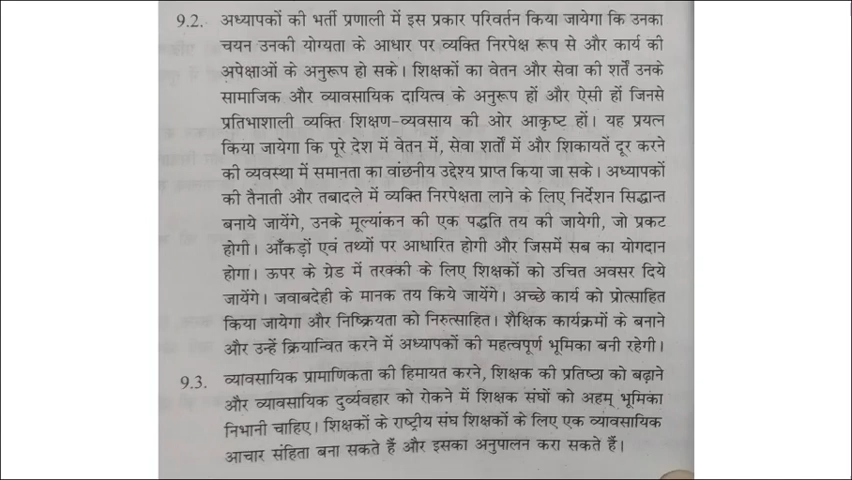 9.2. अध्यापकों की भर्ती प्रणाली में इस प्रकार परिवर्तन किया जायेगा कि उनका
चयन उनकी योग्यता के आधार पर व्यक्ति निरपेक्ष रूप से और कार्य की
अपेक्षाओं के अनुरूप हो सके। शिक्षकों का वेतन और सेवा की शर्तें उनके
सामाजिक और व्यावसायिक दायित्व के अनुरूप हों और ऐसी हों जिनसे
प्रतिभाशाली व्यक्ति शिक्षण-व्यवसाय की ओर आकृष्ट हों। यह प्रयत्न
किया जायेगा कि पूरे देश में वेतन में, सेवा शर्तों में और शिकायतें दूर करने
की व्यवस्था में समानता का वांछनीय उद्देश्य प्राप्त किया जा सके। अध्यापकों
की तैनाती और तबादले में व्यक्ति निरपेक्षता लाने के लिए निर्देशन सिद्धान्त
बनाये जायेंगे, उनके मूल्यांकन की एक पद्धति तय की जायेगी, जो प्रकट
होगी। आँकड़ों एवं तथ्यों पर आधारित होगी और जिसमें सब का योगदान
होगा। ऊपर के ग्रेड में तरक्की के लिए शिक्षकों को उचित अवसर दिये
जायेंगे। जवाबदेही के मानक तय किये जायेंगे। अच्छे कार्य को प्रोत्साहित
किया जायेगा और निष्क्रियता को निरुत्साहित। शैक्षिक कार्यक्रमों के बनाने
और उन्हें क्रियान्वित करने में अध्यापकों की महत्वपूर्ण भूमिका बनी रहेगी।
9.3. व्यावसायिक प्रामाणिकता की हिमायत करने, शिक्षक की प्रतिष्ठा को बढ़ाने
और व्यावसायिक दुर्व्यवहार को रोकने में शिक्षक संघों को अहम् भूमिका
निभानी चाहिए। शिक्षकों के राष्ट्रीय संघ शिक्षकों के लिए एक व्यावसायिक
आचार संहिता बना सकते हैं और इसका अनुपालन करा सकते हैं।